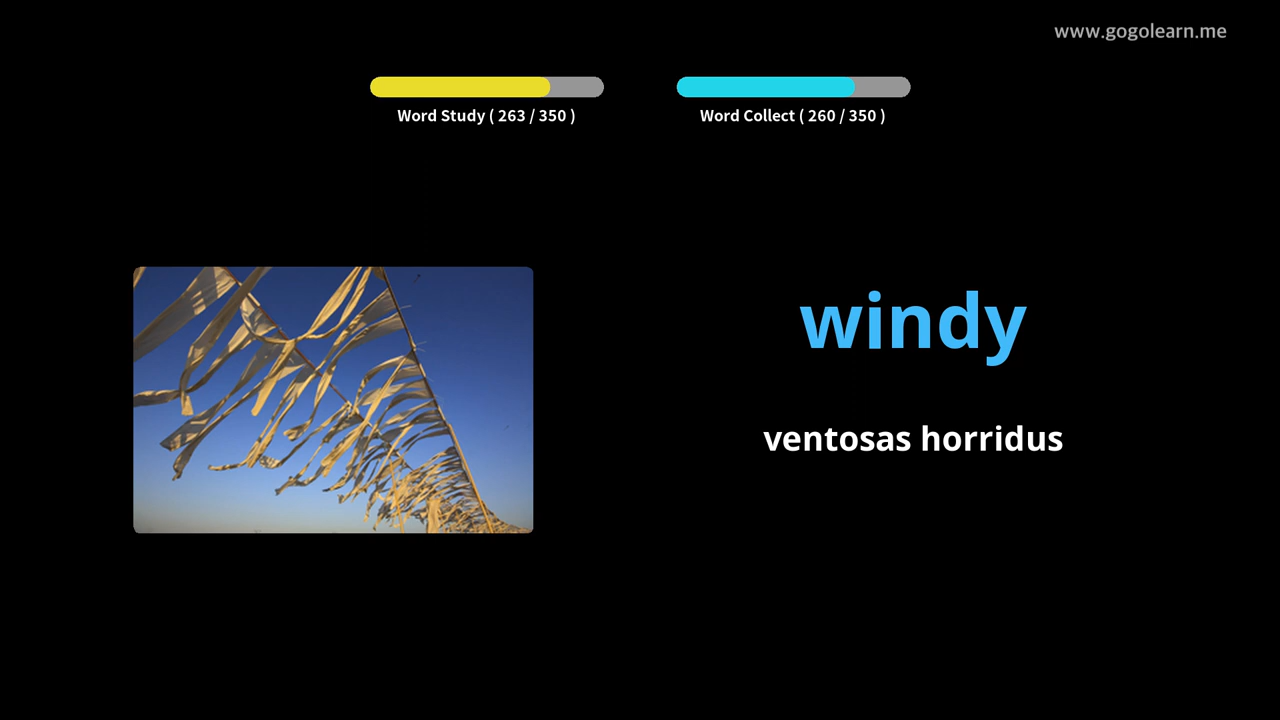 www.gogolearn.me
Word Study ( 263 / 350 )
Word Collect ( 260 / 350 )
windy
ventosas horridus